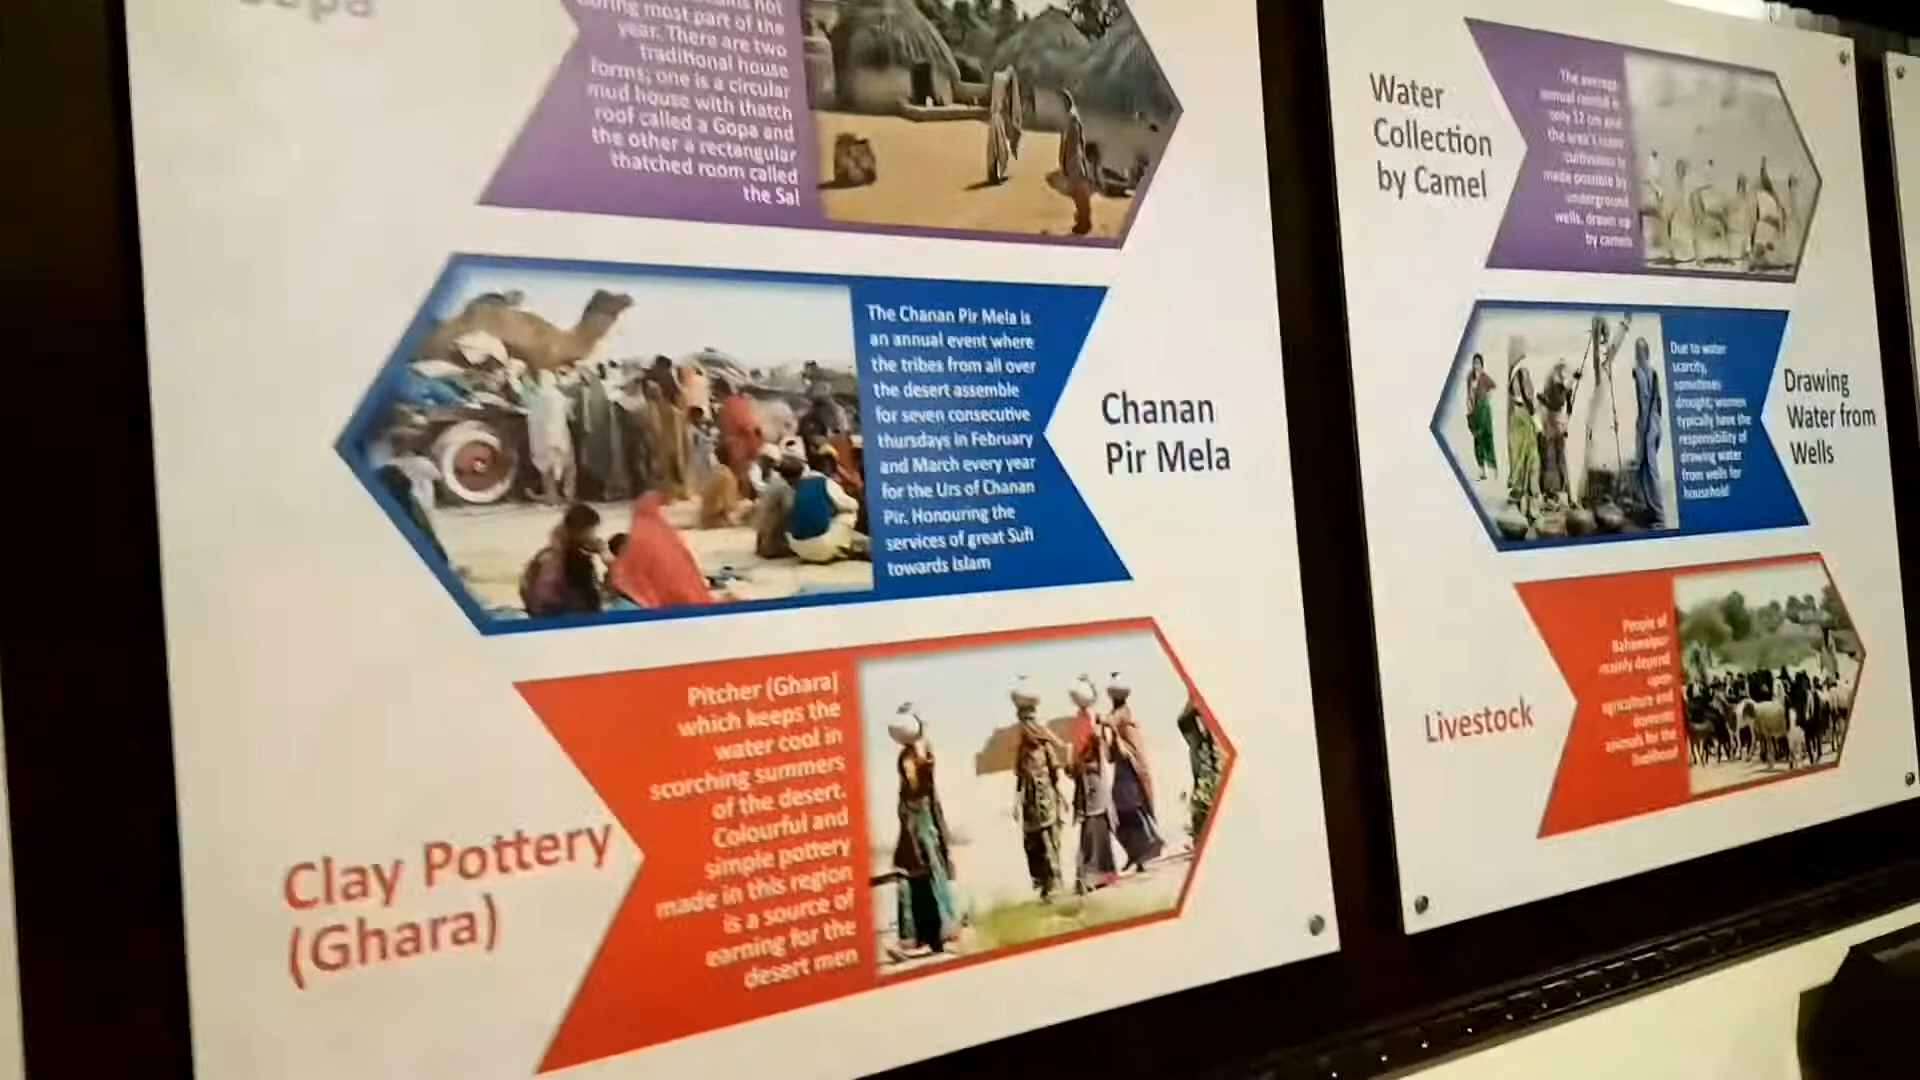 Gopa
during most part of the
year. There are two
traditional house
forms; one is a circular
mud house with thatch
roof called a Gopa and
the other a rectangular
thatched room called
the Sal
The Chanan Pir Mela is
an annual event where
the tribes from all over
the desert assemble
for seven consecutive
thursdays in February
and March every year
for the Urs of Chanan
Pir. Honouring the
services of great Sufi
towards Islam
Chanan
Pir Mela
Clay Pottery
(Ghara)
Pitcher (Ghara)
which keeps the
water cool in
scorching summers
of the desert.
Colourful and
simple pottery
made in this region
is a source of
earning for the
desert men
Water
Collection
by Camel
The average
annual rainfall is
only 12 cm and
the area's
cultivation is
made possible by
underground
wells, drawn up
by camels
Due to water
scarcity,
sometimes
drought; women
typically have the
responsibility of
drawing water
from wells for
household
Drawing
Water from
Wells
Livestock
People of
Bahawalpur
mainly depend
upon
agriculture and
domestic
animals for the
livelihood